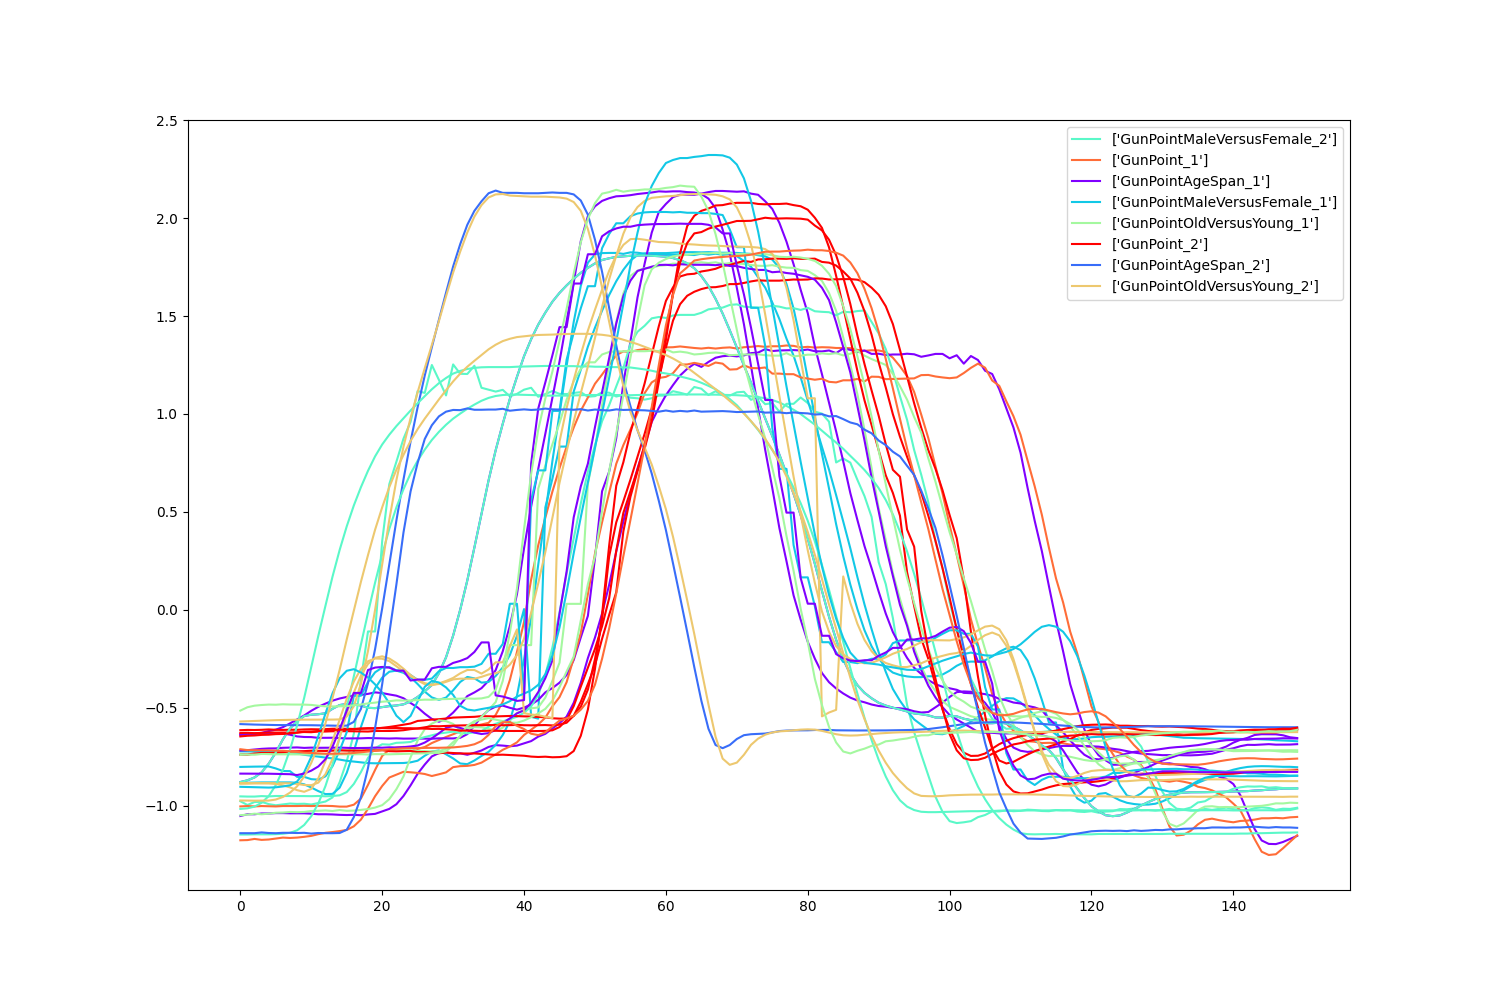 2.5
2.0
1.5
1.0
0.5
0.0
−0.5
−1.0
0 20 40 60 80 100 120 140
['GunPointMaleVersusFemale_2']
['GunPoint_1']
['GunPointAgeSpan_1']
['GunPointMaleVersusFemale_1']
['GunPointOldVersusYoung_1']
['GunPoint_2']
['GunPointAgeSpan_2']
['GunPointOldVersusYoung_2']